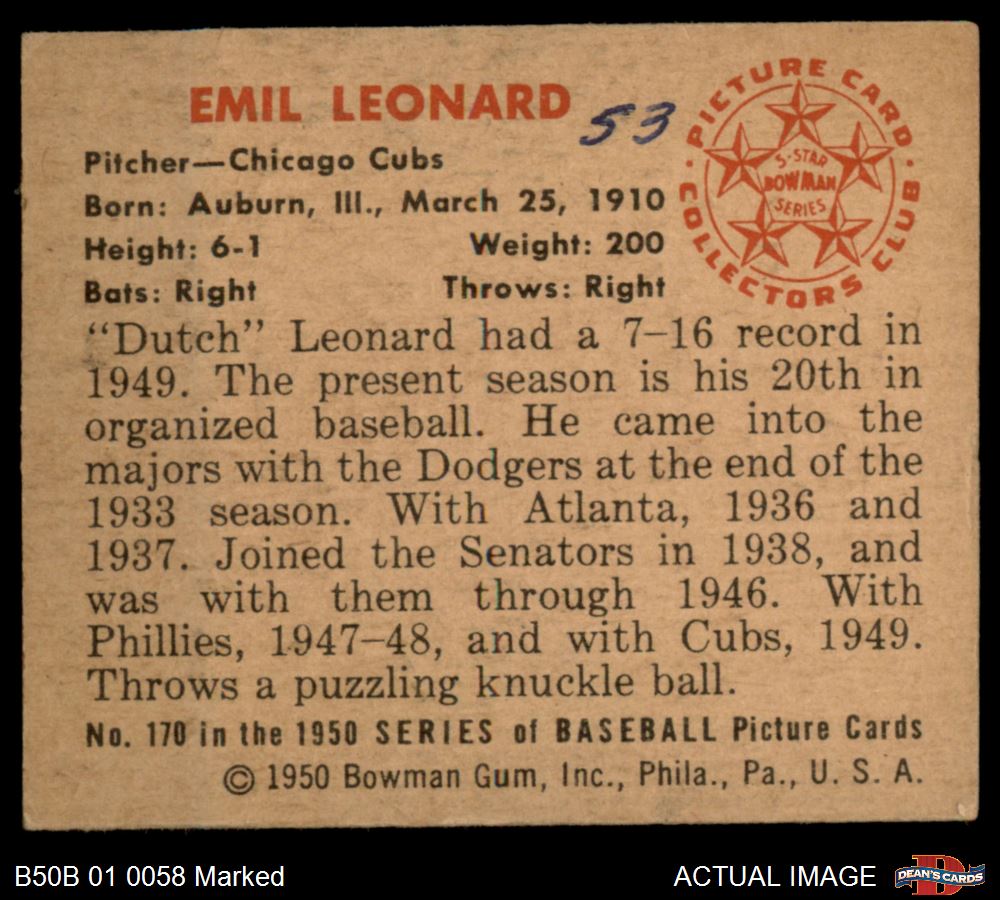 EMIL LEONARD
53
Pitcher—Chicago Cubs
Born: Auburn, Ill., March 25, 1910
Height: 6-1 Weight: 200
Bats: Right Throws: Right
PICTURE CARD COLLECTORS CLUB
5-STAR
BOWMAN
SERIES
“Dutch” Leonard had a 7–16 record in
1949. The present season is his 20th in
organized baseball. He came into the
majors with the Dodgers at the end of the
1933 season. With Atlanta, 1936 and
1937. Joined the Senators in 1938, and
was with them through 1946. With
Phillies, 1947–48, and with Cubs, 1949.
Throws a puzzling knuckle ball.
No. 170 in the 1950 SERIES of BASEBALL Picture Cards
© 1950 Bowman Gum, Inc., Phila., Pa., U. S. A.
B50B 01 0058 Marked
ACTUAL IMAGE
D
DEAN'S CARDS